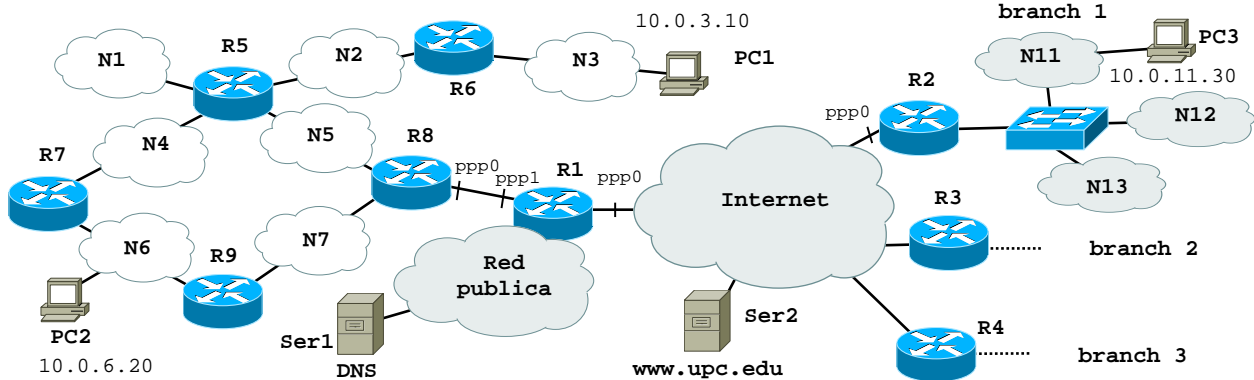 10.0.3.10
branch 1
N1
R5
N2
R6
N3
PC1
N11
PC3
10.0.11.30
R2
ppp0
N12
N13
N4
N5
R7
R8
ppp0
ppp1
R1
ppp0
Internet
R3
branch 2
N6
R9
N7
Red
publica
PC2
10.0.6.20
Ser1
DNS
Ser2
www.upc.edu
R4
branch 3